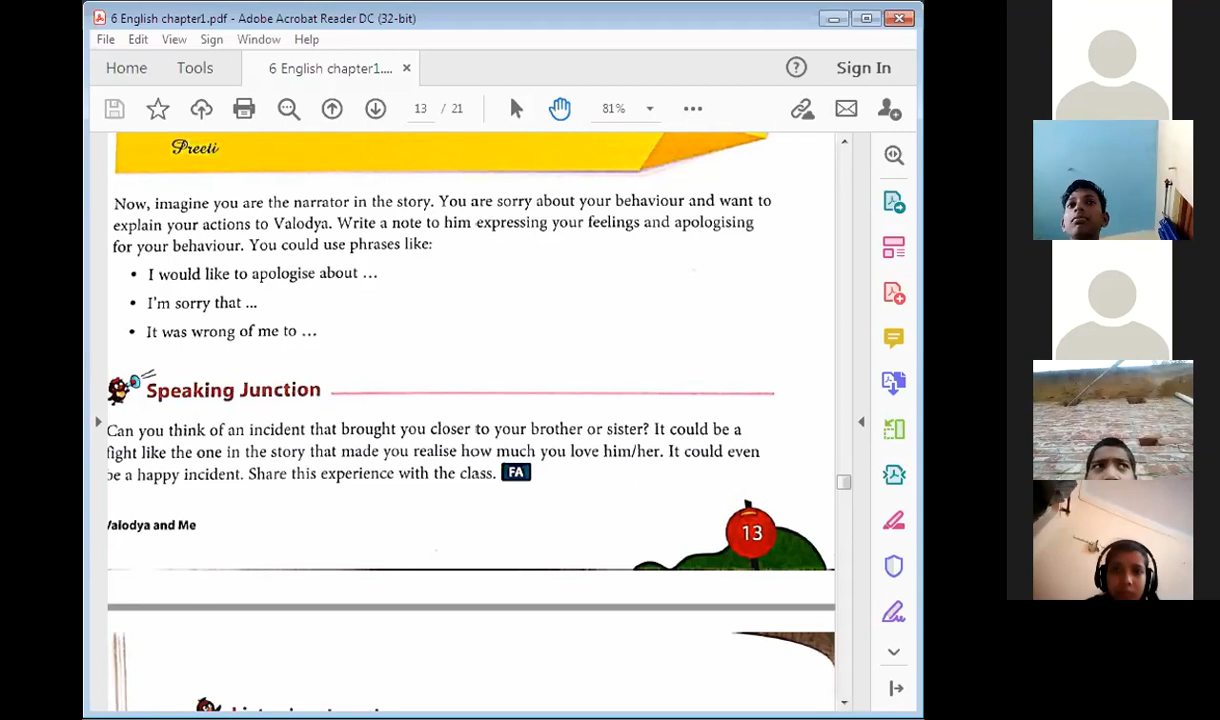 6 English chapter1.pdf - Adobe Acrobat Reader DC (32-bit)
File Edit View Sign Window Help
Home Tools 6 English chapter1.... × ? Sign In
13 / 21 81%
Preeti
Now, imagine you are the narrator in the story. You are sorry about your behaviour and want to
explain your actions to Valodya. Write a note to him expressing your feelings and apologising
for your behaviour. You could use phrases like:
• I would like to apologise about ...
• I'm sorry that ...
• It was wrong of me to ...
Speaking Junction
Can you think of an incident that brought you closer to your brother or sister? It could be a
fight like the one in the story that made you realise how much you love him/her. It could even
be a happy incident. Share this experience with the class. FA
Valodya and Me
13